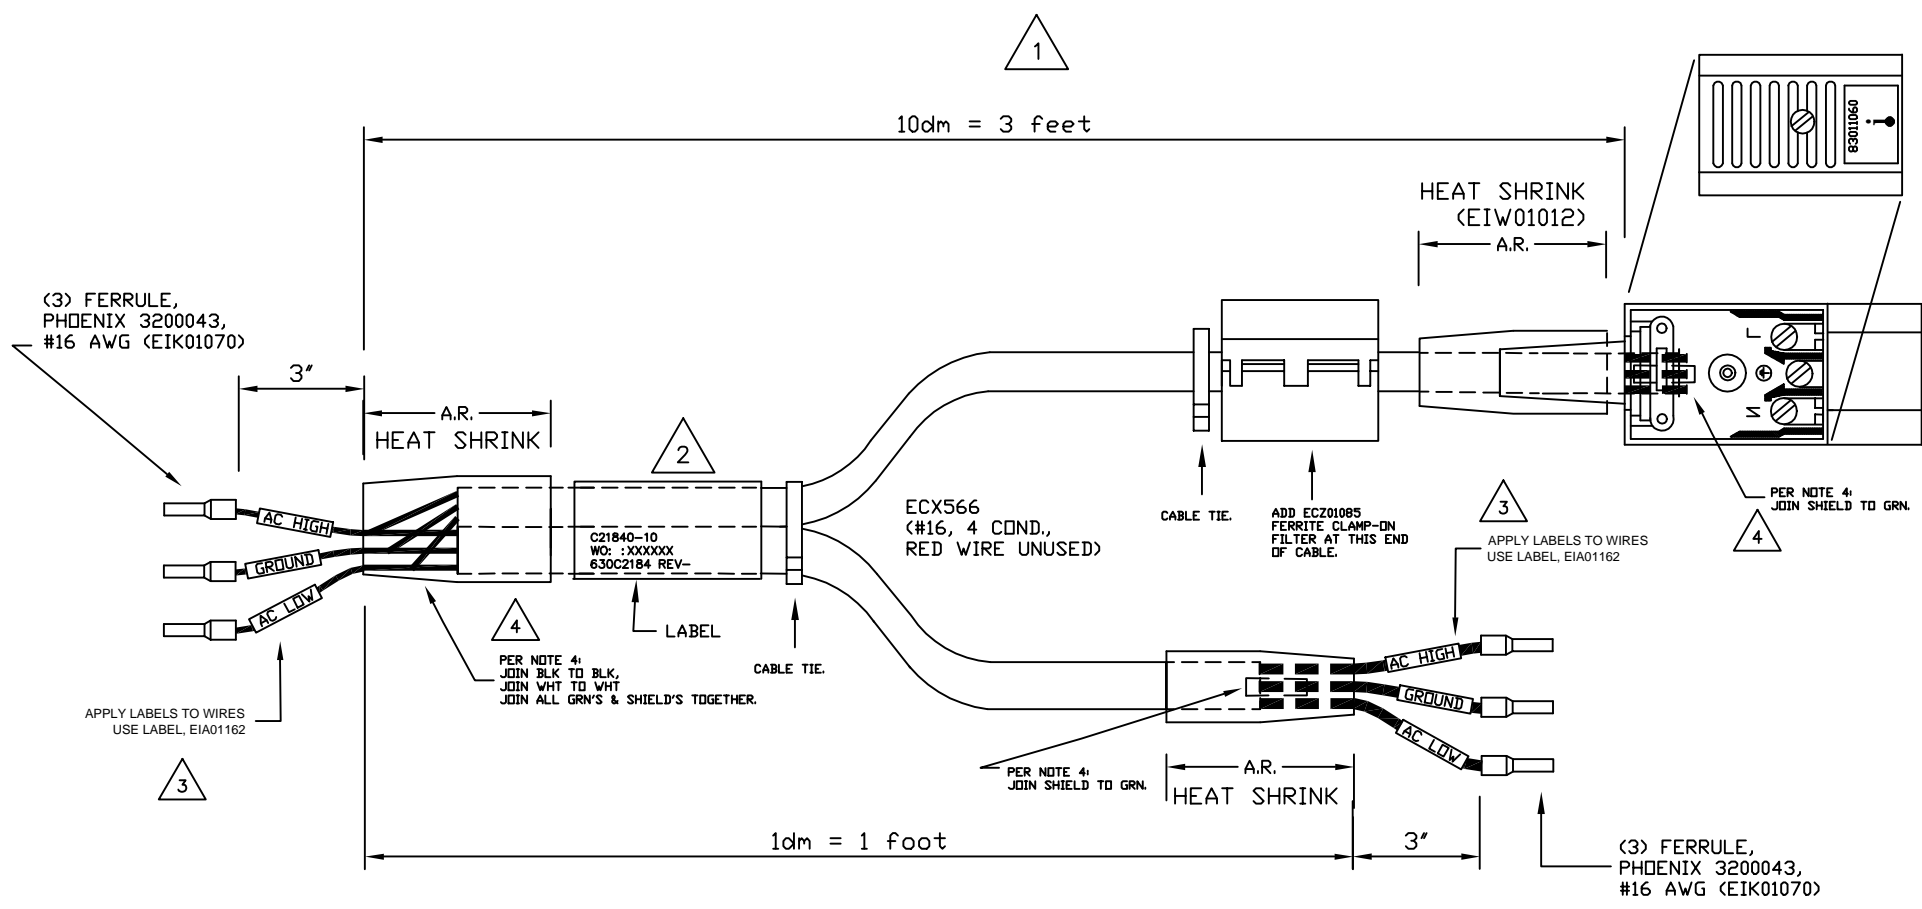 1
10dm = 3 feet
83011060
i
HEAT SHRINK
(EIW01012)
A.R.
(3) FERRULE,
PHOENIX 3200043,
#16 AWG (EIK01070)
3"
A.R.
HEAT SHRINK
2
L
N
AC HIGH
GROUND
AC LOW
C21840-10
WO: :XXXXXX
630C2184 REV-
ECX566
(#16, 4 COND.,
RED WIRE UNUSED)
CABLE TIE.
ADD ECZ01085
FERRITE CLAMP-ON
FILTER AT THIS END
OF CABLE.
3
APPLY LABELS TO WIRES
USE LABEL, EIA01162
PER NOTE 4:
JOIN SHIELD TO GRN.
4
4
LABEL
CABLE TIE.
PER NOTE 4:
JOIN BLK TO BLK,
JOIN WHT TO WHT
JOIN ALL GRN'S & SHIELD'S TOGETHER.
APPLY LABELS TO WIRES
USE LABEL, EIA01162
3
AC HIGH
GROUND
AC LOW
PER NOTE 4:
JOIN SHIELD TO GRN.
A.R.
HEAT SHRINK
1dm = 1 foot
3"
(3) FERRULE,
PHOENIX 3200043,
#16 AWG (EIK01070)